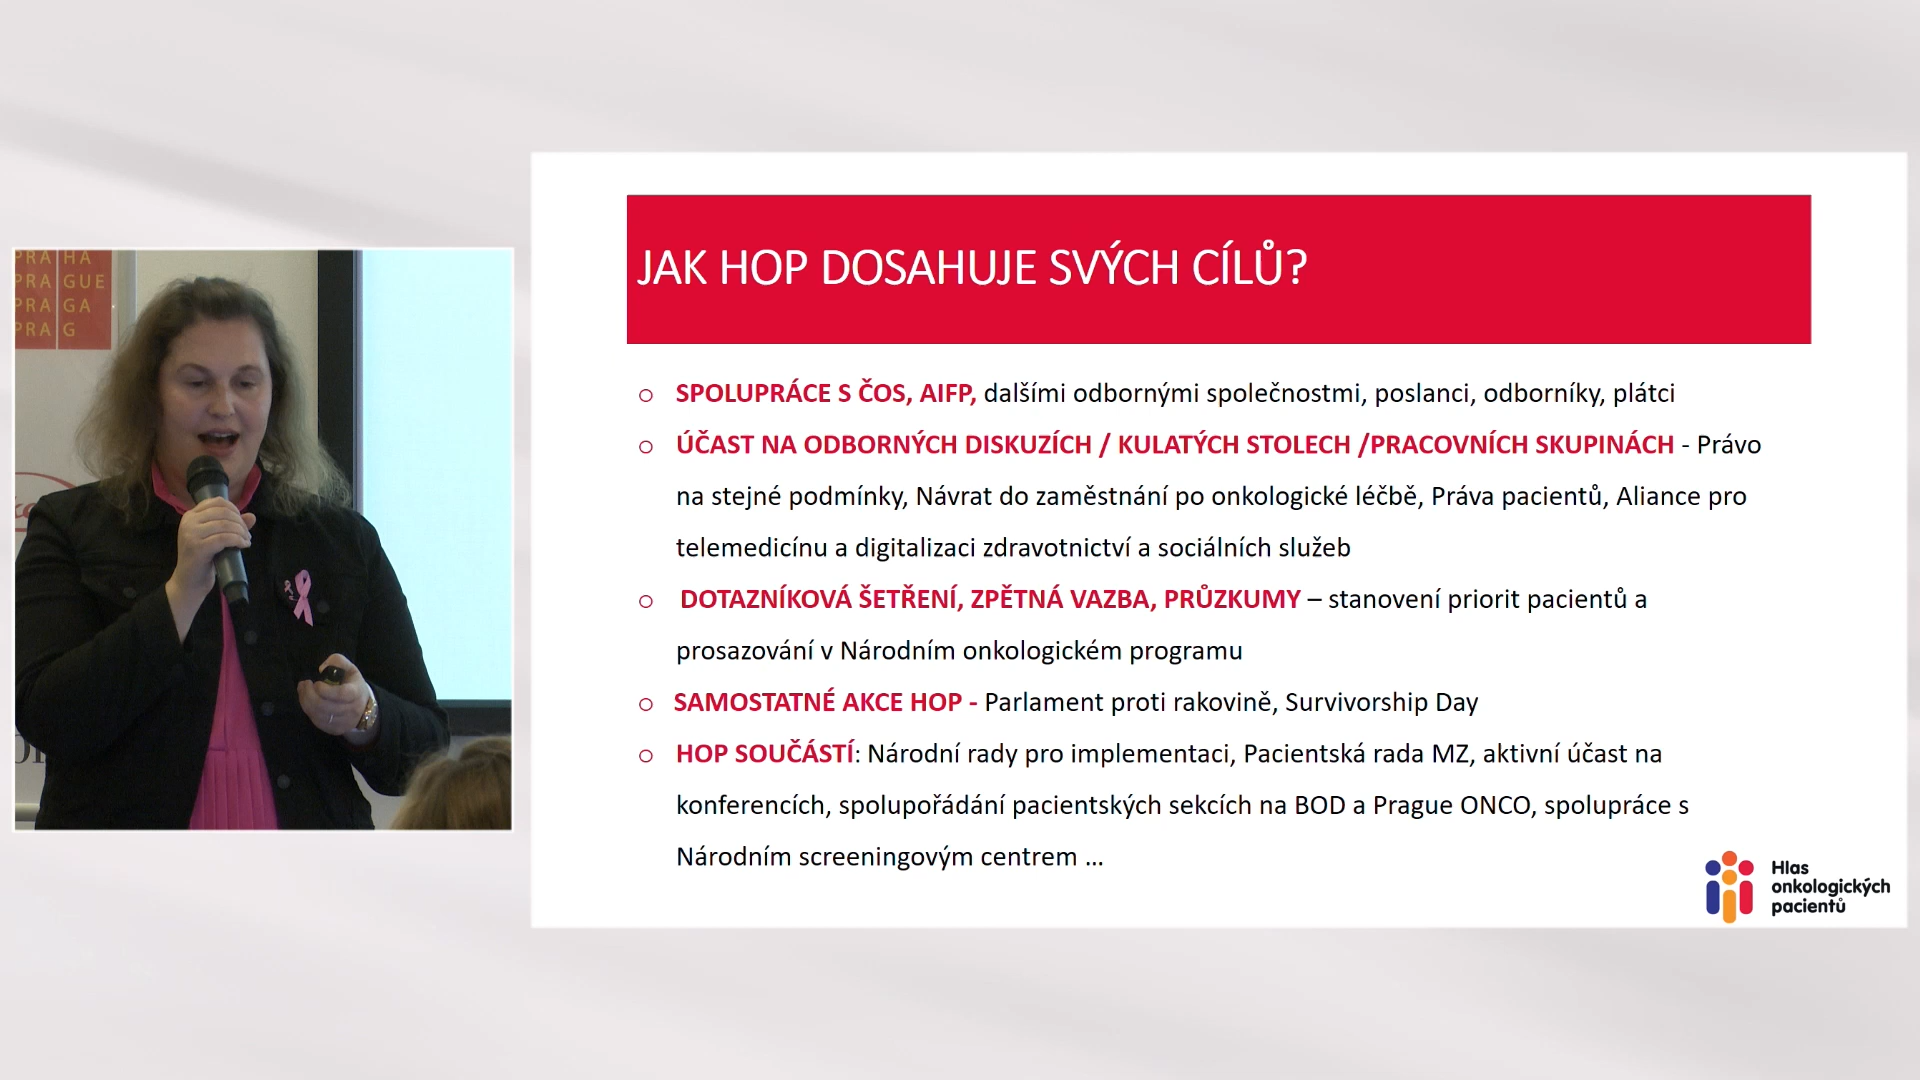 PRA HA
PRA GUE
PRA GA
PRA G
JAK HOP DOSAHUJE SVÝCH CÍLŮ?
o SPOLUPRÁCE S ČOS, AIFP, dalšími odbornými společnostmi, poslanci, odborníky, plátci
o ÚČAST NA ODBORNÝCH DISKUZÍCH / KULATÝCH STOLECH /PRACOVNÍCH SKUPINÁCH - Právo
na stejné podmínky, Návrat do zaměstnání po onkologické léčbě, Práva pacientů, Aliance pro
telemedicínu a digitalizaci zdravotnictví a sociálních služeb
o DOTAZNÍKOVÁ ŠETŘENÍ, ZPĚTNÁ VAZBA, PRŮZKUMY – stanovení priorit pacientů a
prosazování v Národním onkologickém programu
o SAMOSTATNÉ AKCE HOP - Parlament proti rakovině, Survivorship Day
o HOP SOUČÁSTÍ: Národní rady pro implementaci, Pacientská rada MZ, aktivní účast na
konferencích, spolupořádání pacientských sekcích na BOD a Prague ONCO, spolupráce s
Národním screeningovým centrem ...
Hlas
onkologických
pacientů